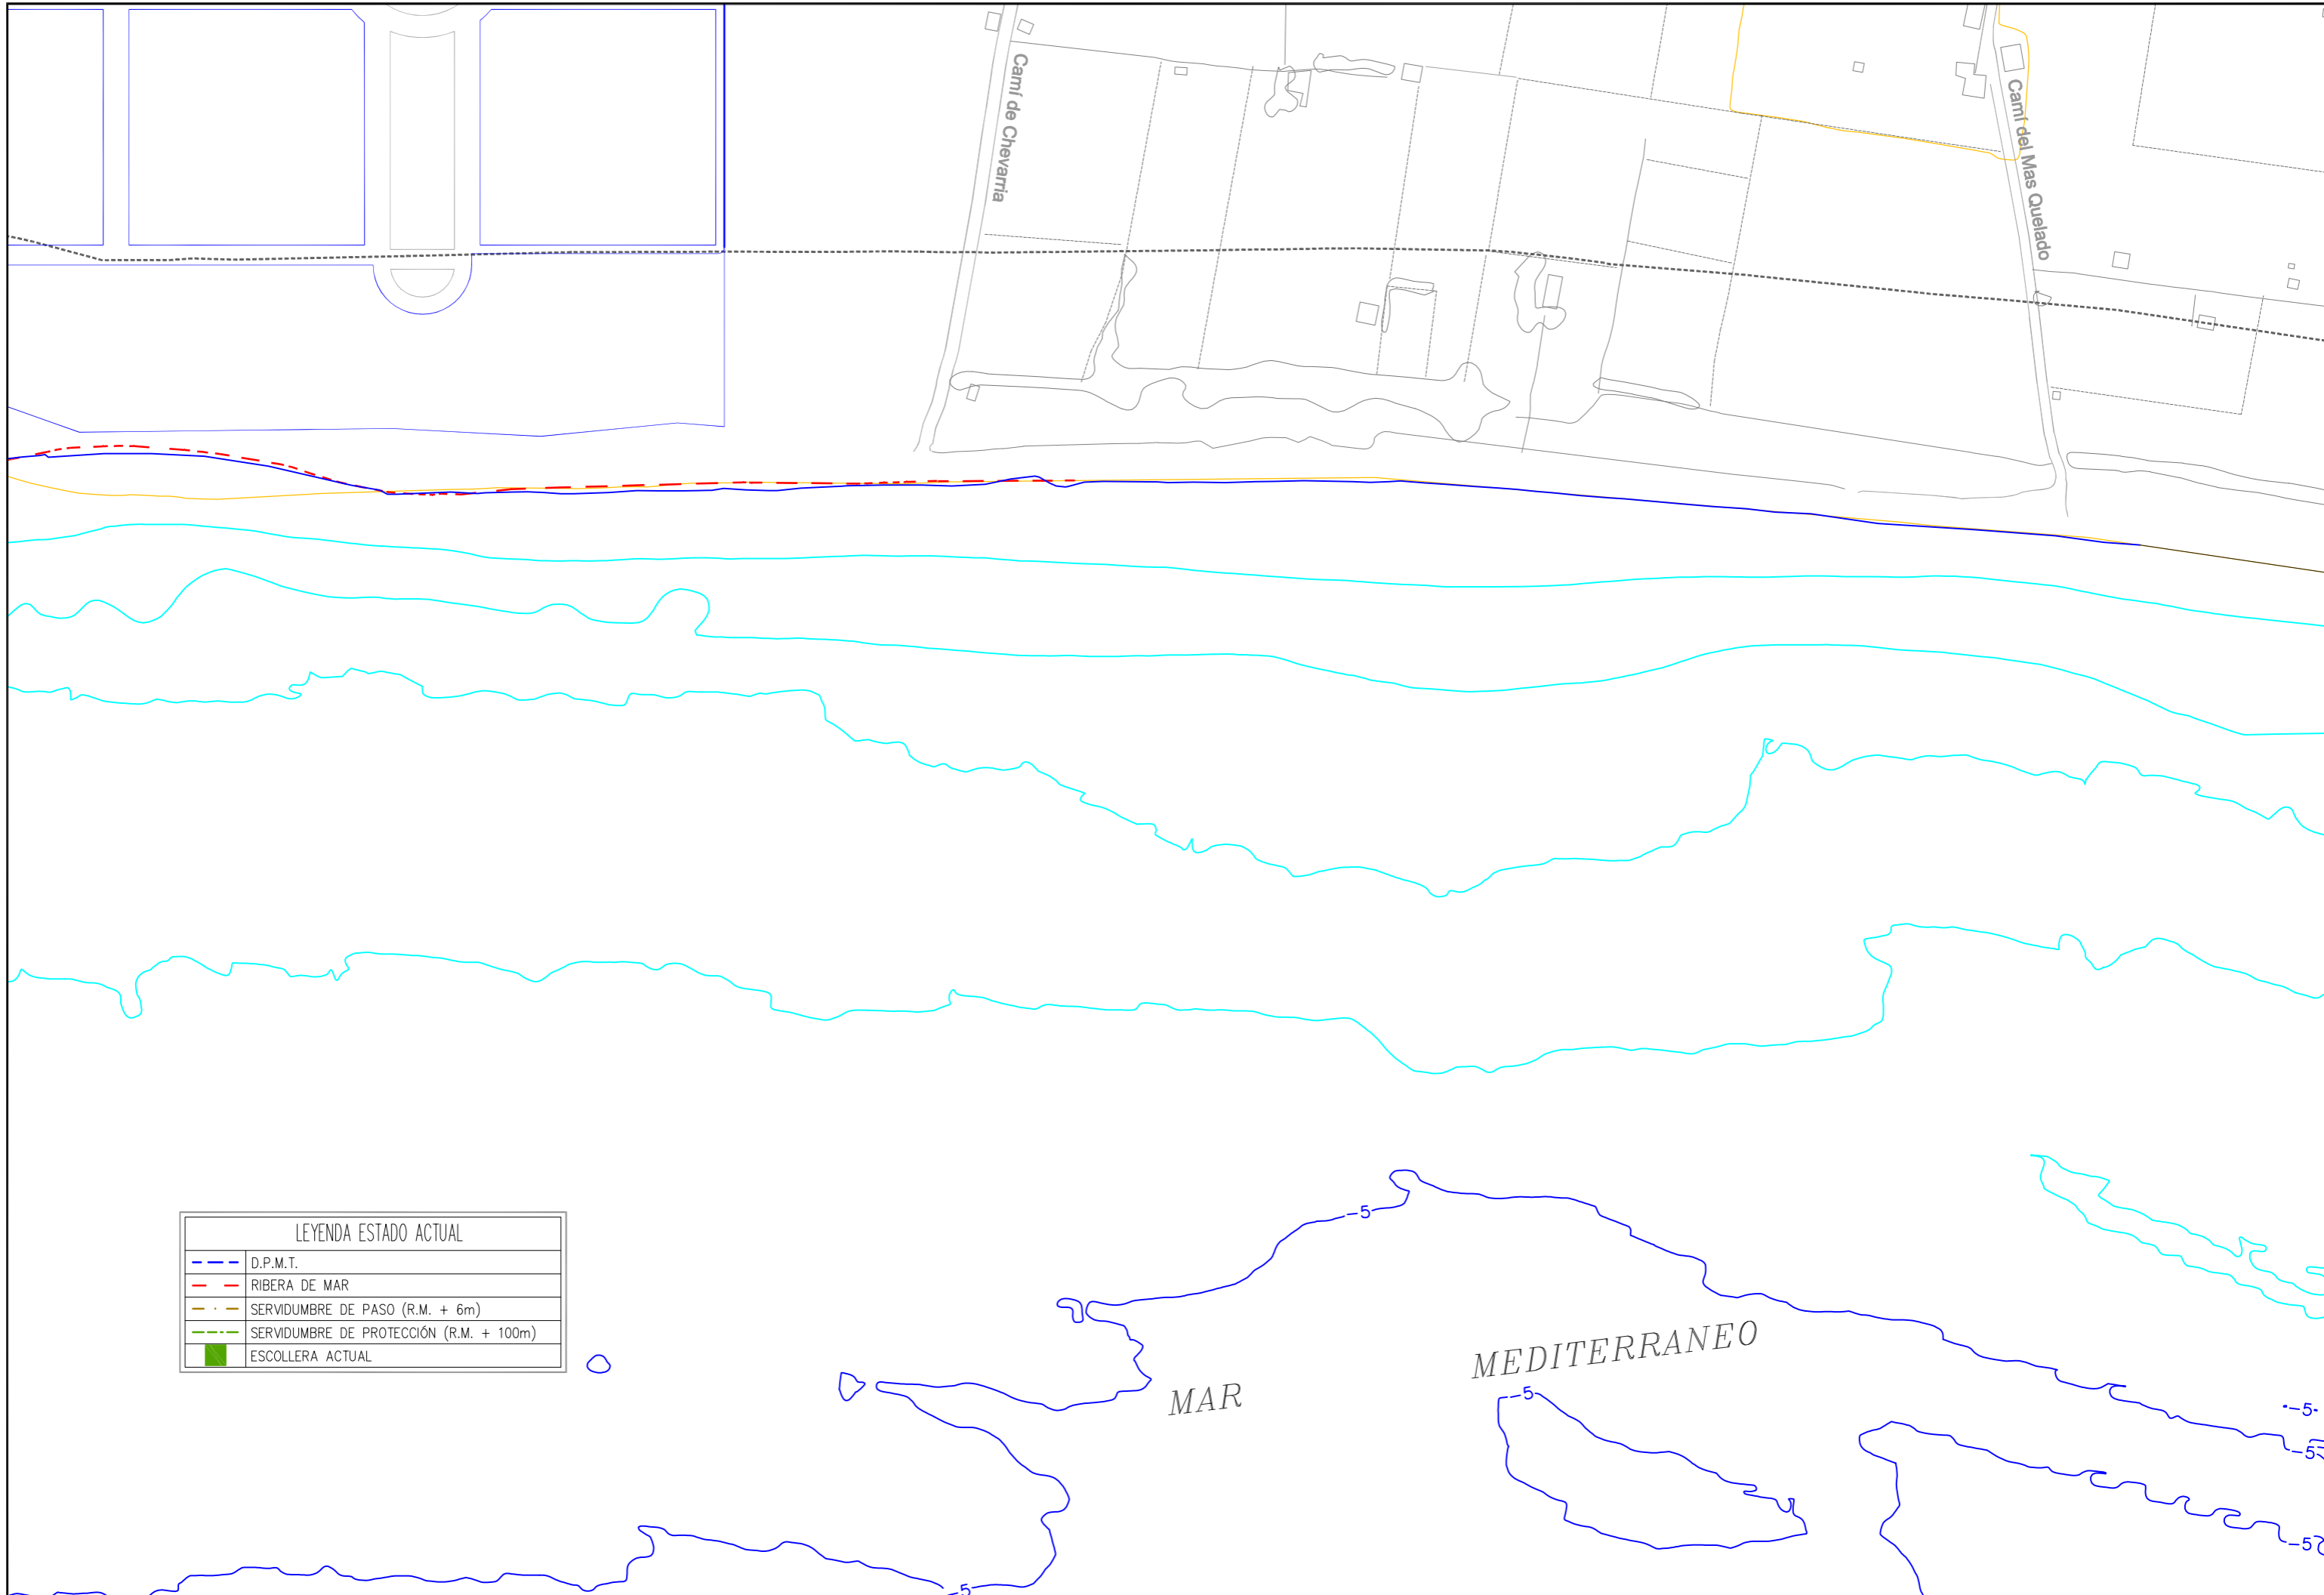 Camí de Chevarria
Camí del Mas Quelado
-5
LEYENDA ESTADO ACTUAL
D.P.M.T.
RIBERA DE MAR
SERVIDUMBRE DE PASO (R.M. + 6m)
SERVIDUMBRE DE PROTECCIÓN (R.M. + 100m)
ESCOLLERA ACTUAL
MAR
MEDITERRANEO
-5
-5
-5
-5
-5